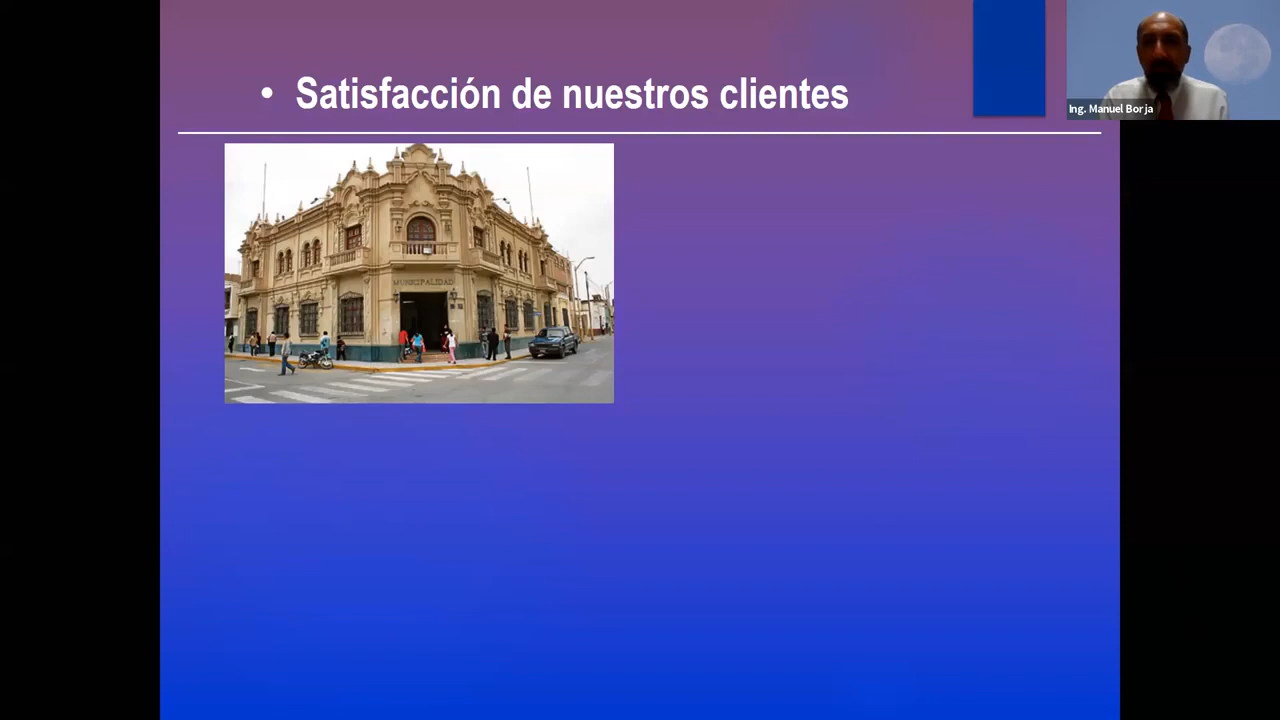 • Satisfacción de nuestros clientes
Ing. Manuel Borja
MUNICIPALIDAD